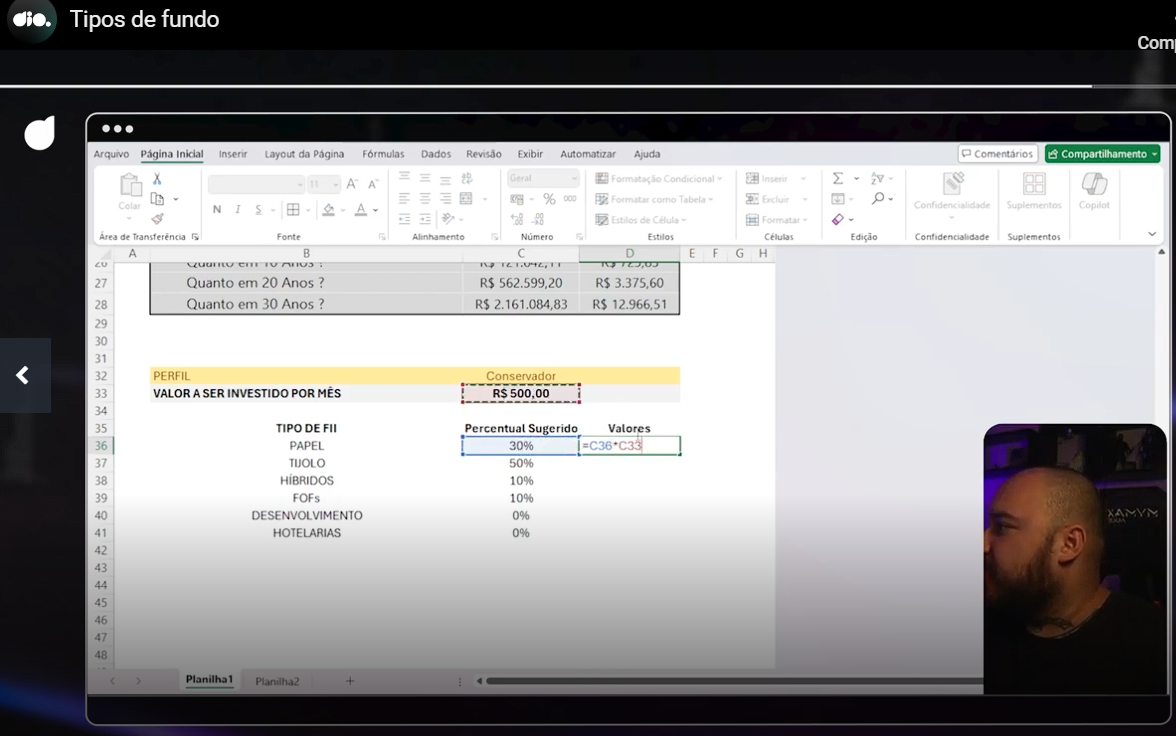 dio. Tipos de fundo
Comp
Arquivo Página Inicial Inserir Layout da Página Fórmulas Dados Revisão Exibir Automatizar Ajuda Comentários Compartilhamento
Geral Formatação Condicional Inserir
Colar 11 A A Formatar como Tabela Excluir Confidencialidade Suplementos Copilot
N I S A % 000 Estilos de Célula Formatar
Área de Transferência Fonte Alinhamento Número Estilos Células Edição Confidencialidade Suplementos
A B C D E F G H
26 Quanto em 10 Anos ? R$ 121.642,11 R$ 729,85
27 Quanto em 20 Anos ? R$ 562.599,20 R$ 3.375,60
28 Quanto em 30 Anos ? R$ 2.161.084,83 R$ 12.966,51
29
30
31
32 PERFIL Conservador
33 VALOR A SER INVESTIDO POR MÊS R$ 500,00
34
35 TIPO DE FII Percentual Sugerido Valores
36 PAPEL 30% =C36*C33
37 TIJOLO 50%
38 HÍBRIDOS 10%
39 FOFs 10%
40 DESENVOLVIMENTO 0%
41 HOTELARIAS 0%
42
43
44
45
46
47
48
Planilha1 Planilha2 +